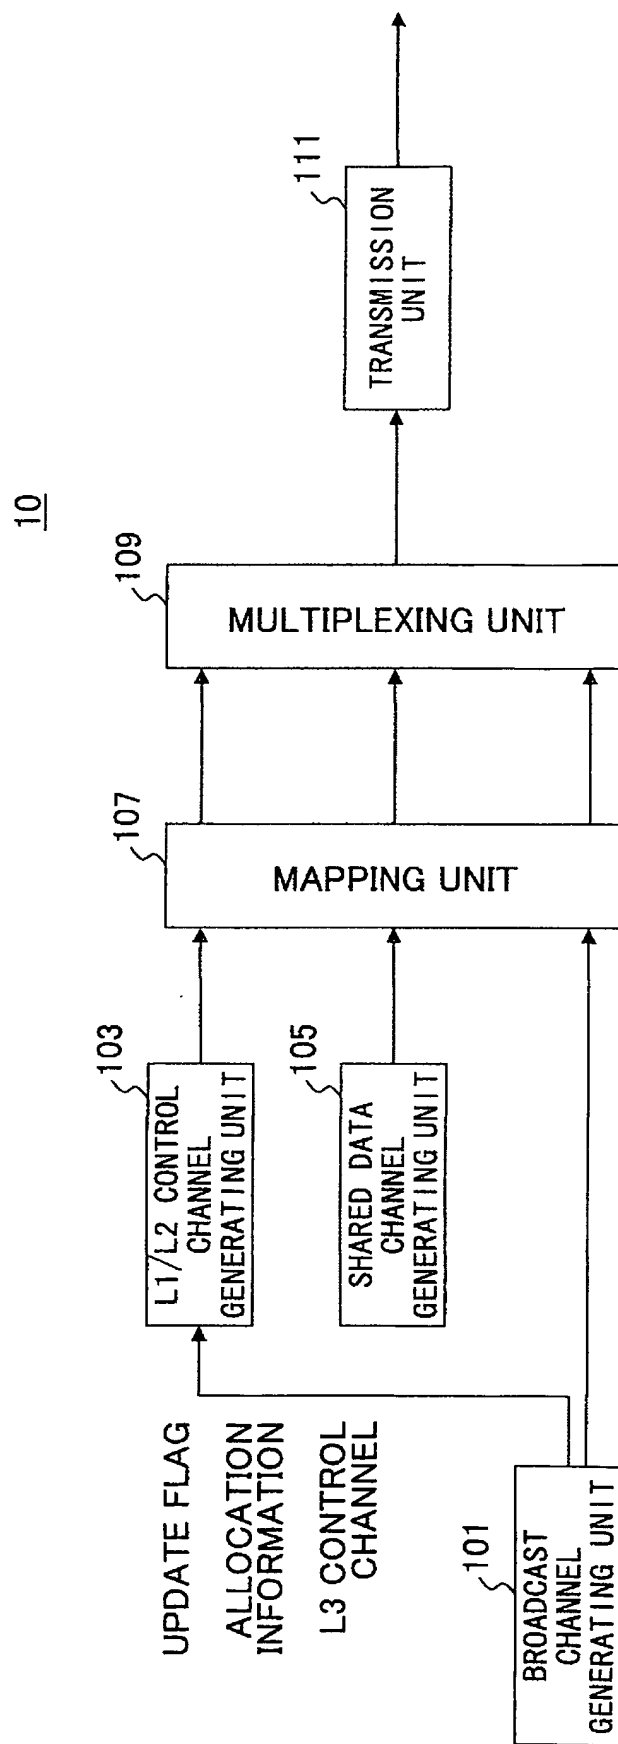 10
UPDATE FLAG
ALLOCATION
INFORMATION
L3 CONTROL
CHANNEL
101
BROADCAST
CHANNEL
GENERATING UNIT
103
L1/L2 CONTROL
CHANNEL
GENERATING UNIT
105
SHARED DATA
CHANNEL
GENERATING UNIT
107
MAPPING UNIT
109
MULTIPLEXING UNIT
111
TRANSMISSION
UNIT